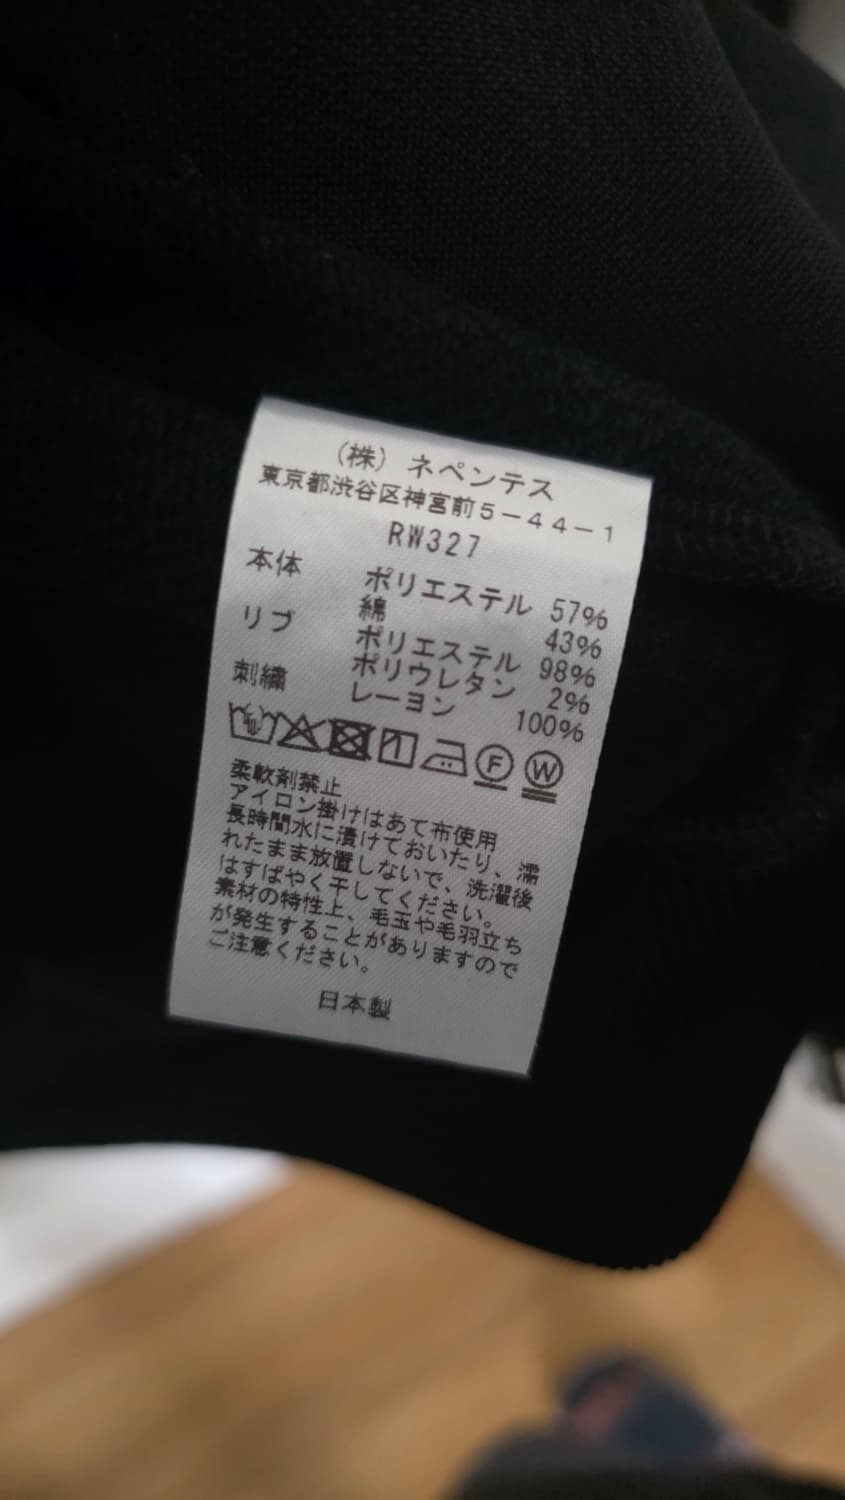 （株）ネペンテス
東京都渋谷区神宮前５－４４－１
RW327
本体 ポリエステル 57%
綿 43%
リブ ポリエステル 98%
ポリウレタン 2%
刺繍 レーヨン 100%
F W
柔軟剤禁止
アイロン掛けはあて布使用
長時間水に漬けておいたり、濡
れたまま放置しないで、洗濯後
はすばやく干してください。
素材の特性上、毛玉や毛羽立ち
が発生することがありますので
ご注意ください。
日本製